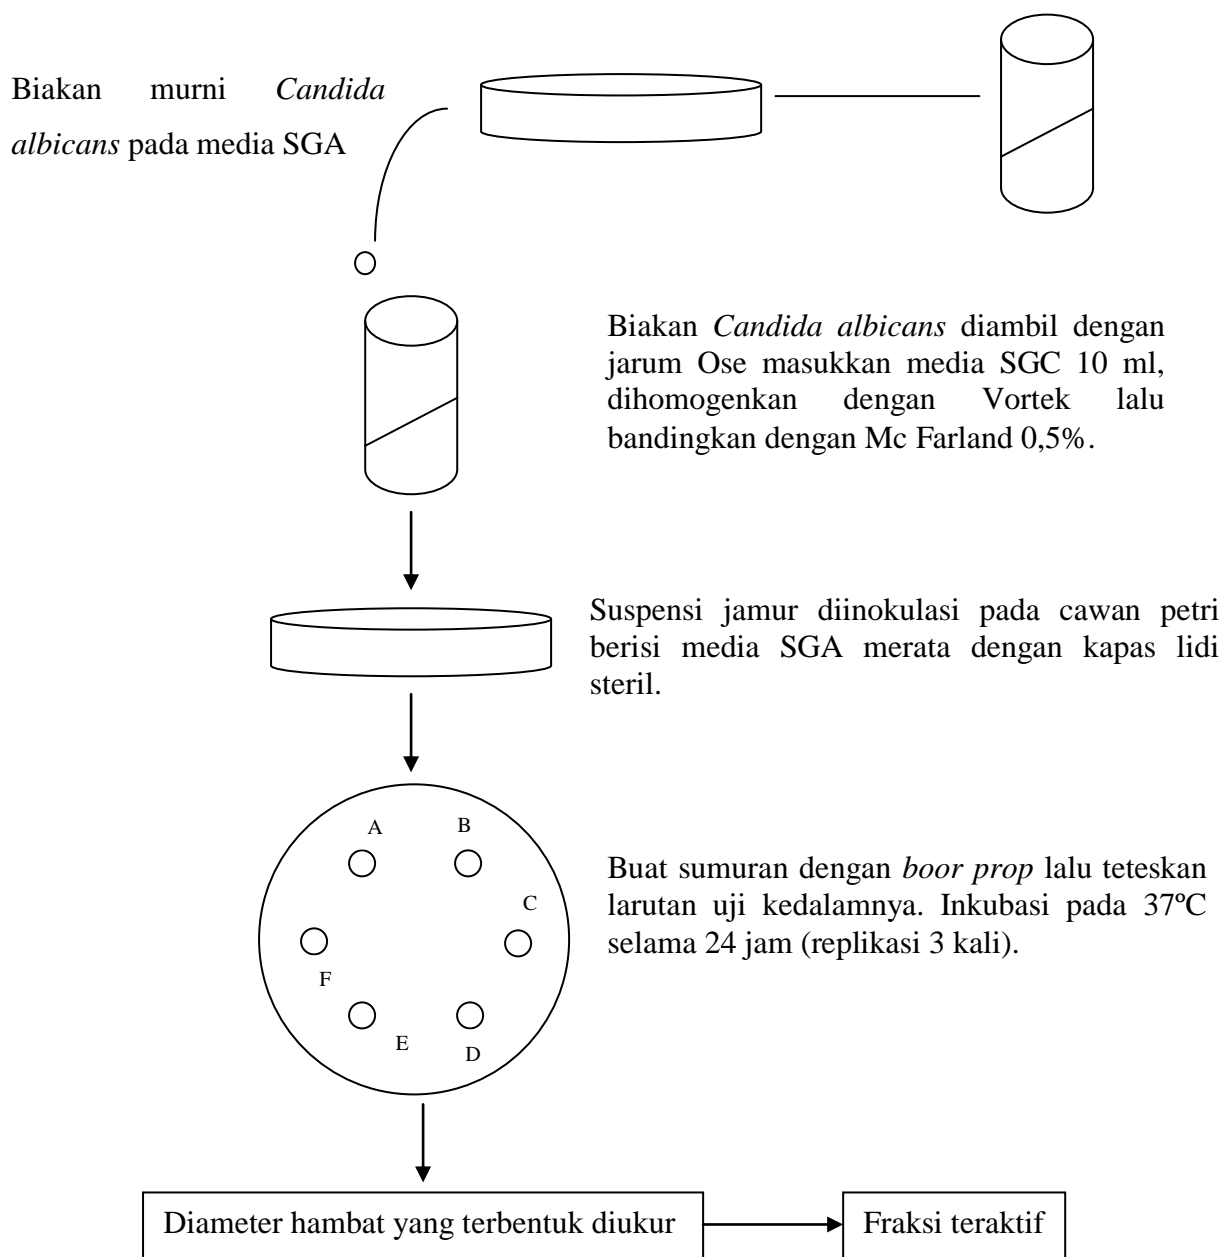 Biakan murni Candida
albicans pada media SGA
Biakan Candida albicans diambil dengan
jarum Ose masukkan media SGC 10 ml,
dihomogenkan dengan Vortek lalu
bandingkan dengan Mc Farland 0,5%.
Suspensi jamur diinokulasi pada cawan petri
berisi media SGA merata dengan kapas lidi
steril.
A
B
C
D
E
F
Buat sumuran dengan boor prop lalu teteskan
larutan uji kedalamnya. Inkubasi pada 37ºC
selama 24 jam (replikasi 3 kali).
Diameter hambat yang terbentuk diukur
Fraksi teraktif